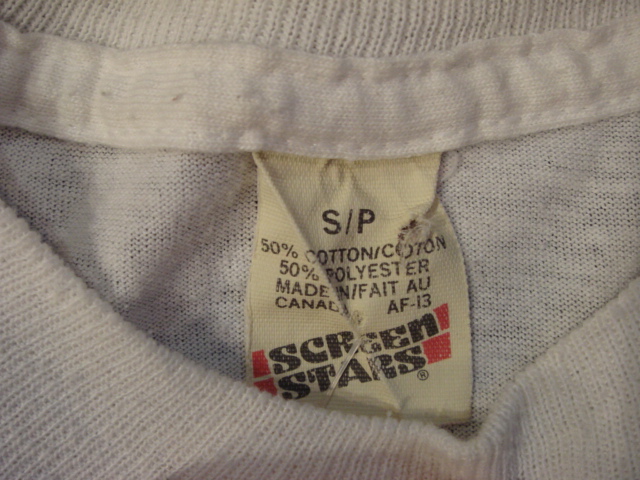 S/P
50% COTTON/COTON
50% POLYESTER
MADE IN/FAIT AU
CANADA AF-13
SCREEN
STARS®